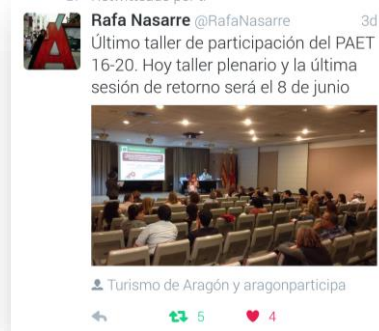 Rafa Nasarre @RafaNasarre 3d
Último taller de participación del PAET
16-20. Hoy taller plenario y la última
sesión de retorno será el 8 de junio
Turismo de Aragón y aragonparticipa
5 4